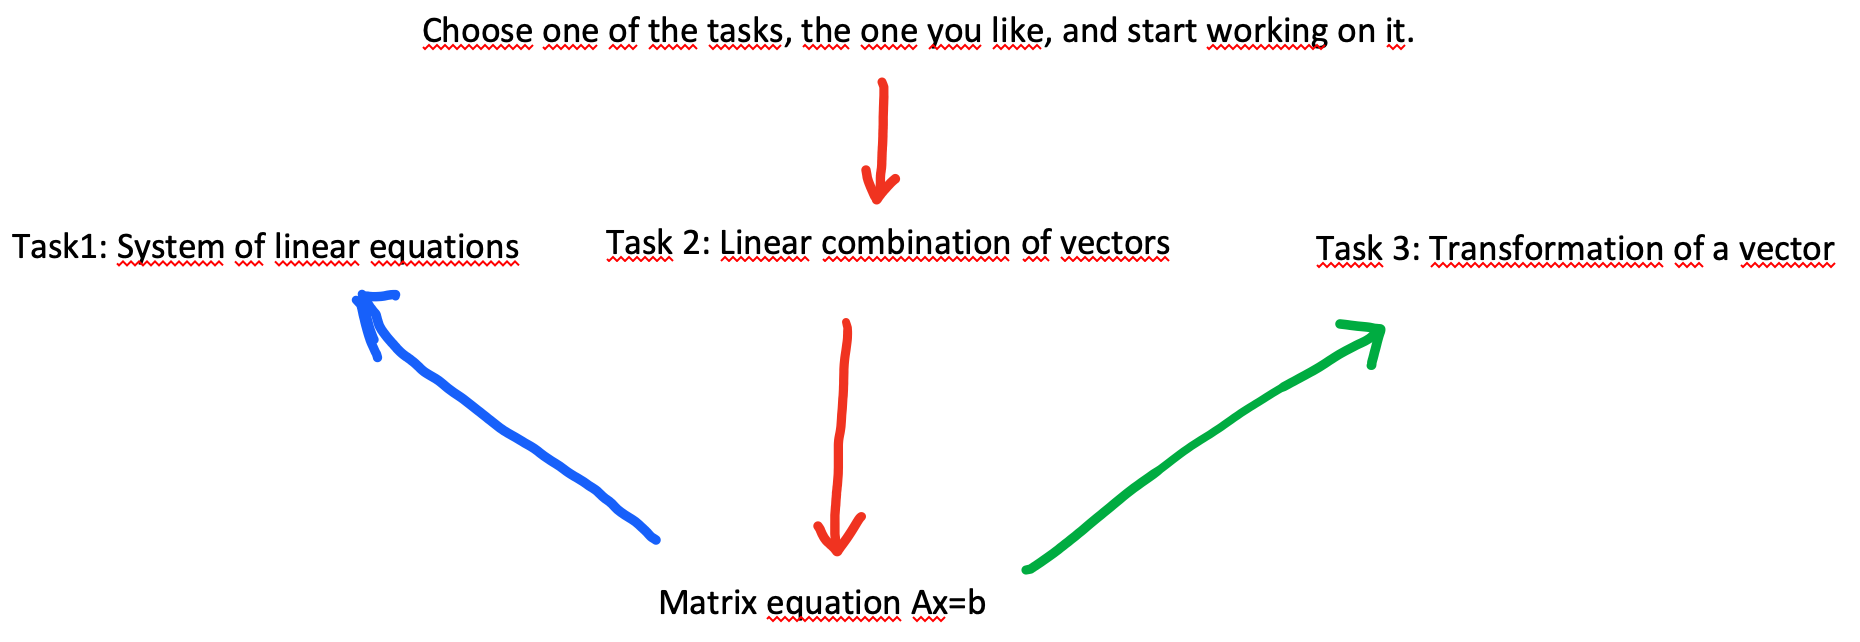 Choose one of the tasks, the one you like, and start working on it.
Task1: System of linear equations
Task 2: Linear combination of vectors
Task 3: Transformation of a vector
Matrix equation Ax=b